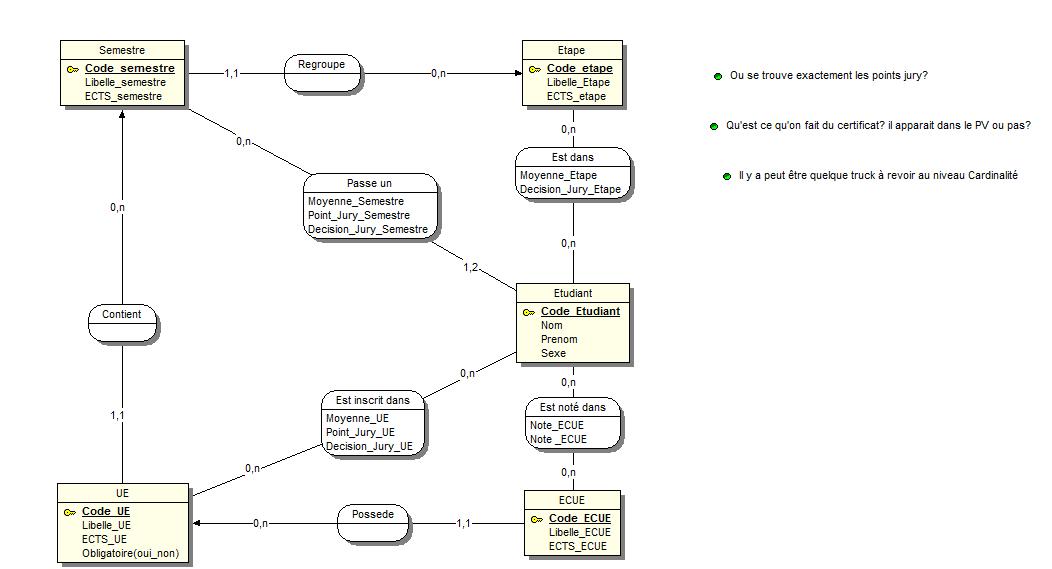 Semestre
Code_semestre
Libelle_semestre
ECTS_semestre
1,1
Regroupe
0,n
Etape
Code_etape
Libelle_Etape
ECTS_etape
Ou se trouve exactement les points jury?
Qu'est ce qu'on fait du certificat? il apparait dans le PV ou pas?
Il y a peut être quelque truck à revoir au niveau Cardinalité
0,n
0,n
Est dans
Moyenne_Etape
Decision_Jury_Etape
Passe un
Moyenne_Semestre
Point_Jury_Semestre
Decision_Jury_Semestre
0,n
0,n
1,2
Etudiant
Code_Etudiant
Nom
Prenom
Sexe
Contient
1,1
0,n
0,n
Est inscrit dans
Moyenne_UE
Point_Jury_UE
Decision_Jury_UE
Est noté dans
Note_ECUE
Note _ECUE
0,n
0,n
UE
Code_UE
Libelle_UE
ECTS_UE
Obligatoire(oui_non)
0,n
Possede
1,1
ECUE
Code_ECUE
Libelle_ECUE
ECTS_ECUE